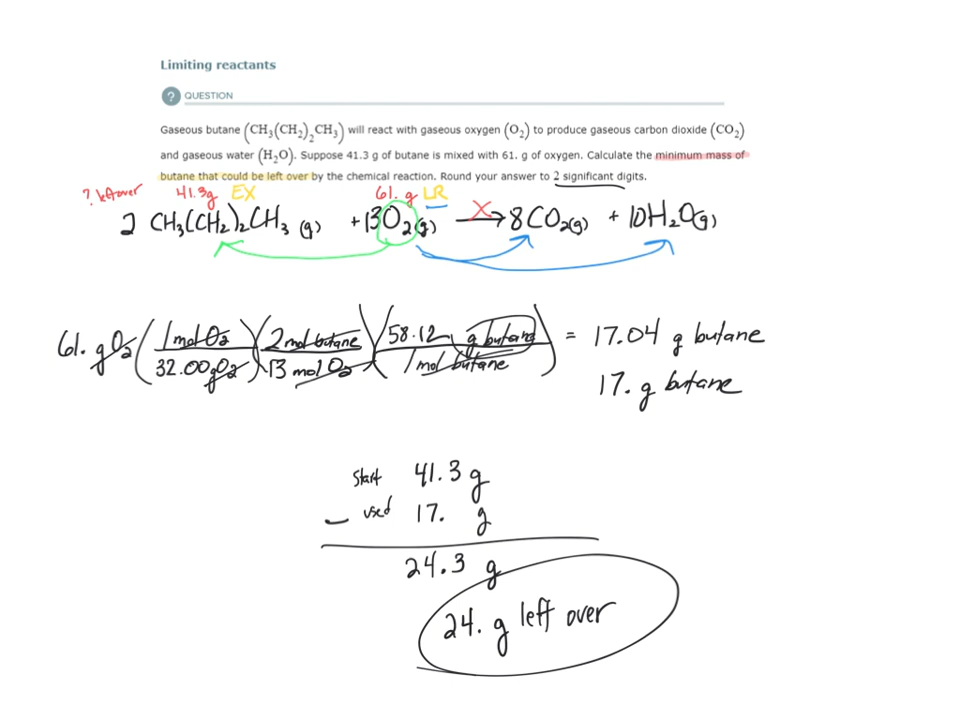 Limiting reactants
? QUESTION
Gaseous butane (CH₃(CH₂)₂CH₃) will react with gaseous oxygen (O₂) to produce gaseous carbon dioxide (CO₂)
and gaseous water (H₂O). Suppose 41.3 g of butane is mixed with 61. g of oxygen. Calculate the minimum mass of
butane that could be left over by the chemical reaction. Round your answer to 2 significant digits.
? leftover 41.3g EX 61. g LR
2 CH₃(CH₂)₂CH₃ (g) + 13O₂(g) → 8CO₂(g) + 10H₂O(g)
61. gO₂ (1 mol O₂ / 32.00 g O₂)(2 mol butane / 13 mol O₂)(58.12 g butane / 1 mol butane) = 17.04 g butane
17. g butane
start 41.3 g
- used 17. g
24.3 g
24. g left over